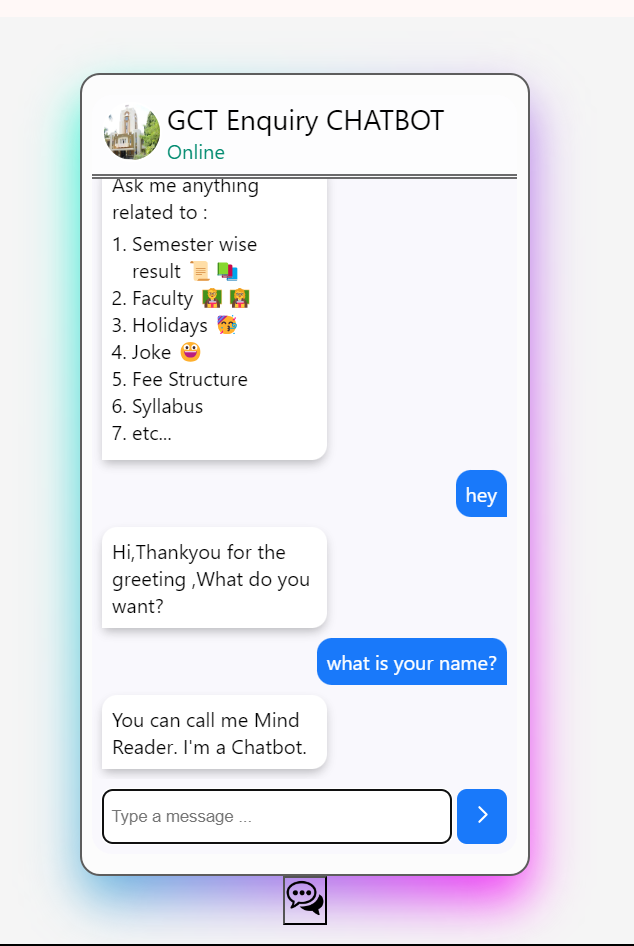 GCT Enquiry CHATBOT
Online
Ask me anything
related to :
1. Semester wise
result 📜 📚
2. Faculty 👩‍🏫 👩‍🏫
3. Holidays 🥳
4. Joke 😀
5. Fee Structure
6. Syllabus
7. etc...
hey
Hi,Thankyou for the
greeting ,What do you
want?
what is your name?
You can call me Mind
Reader. I'm a Chatbot.
Type a message ...